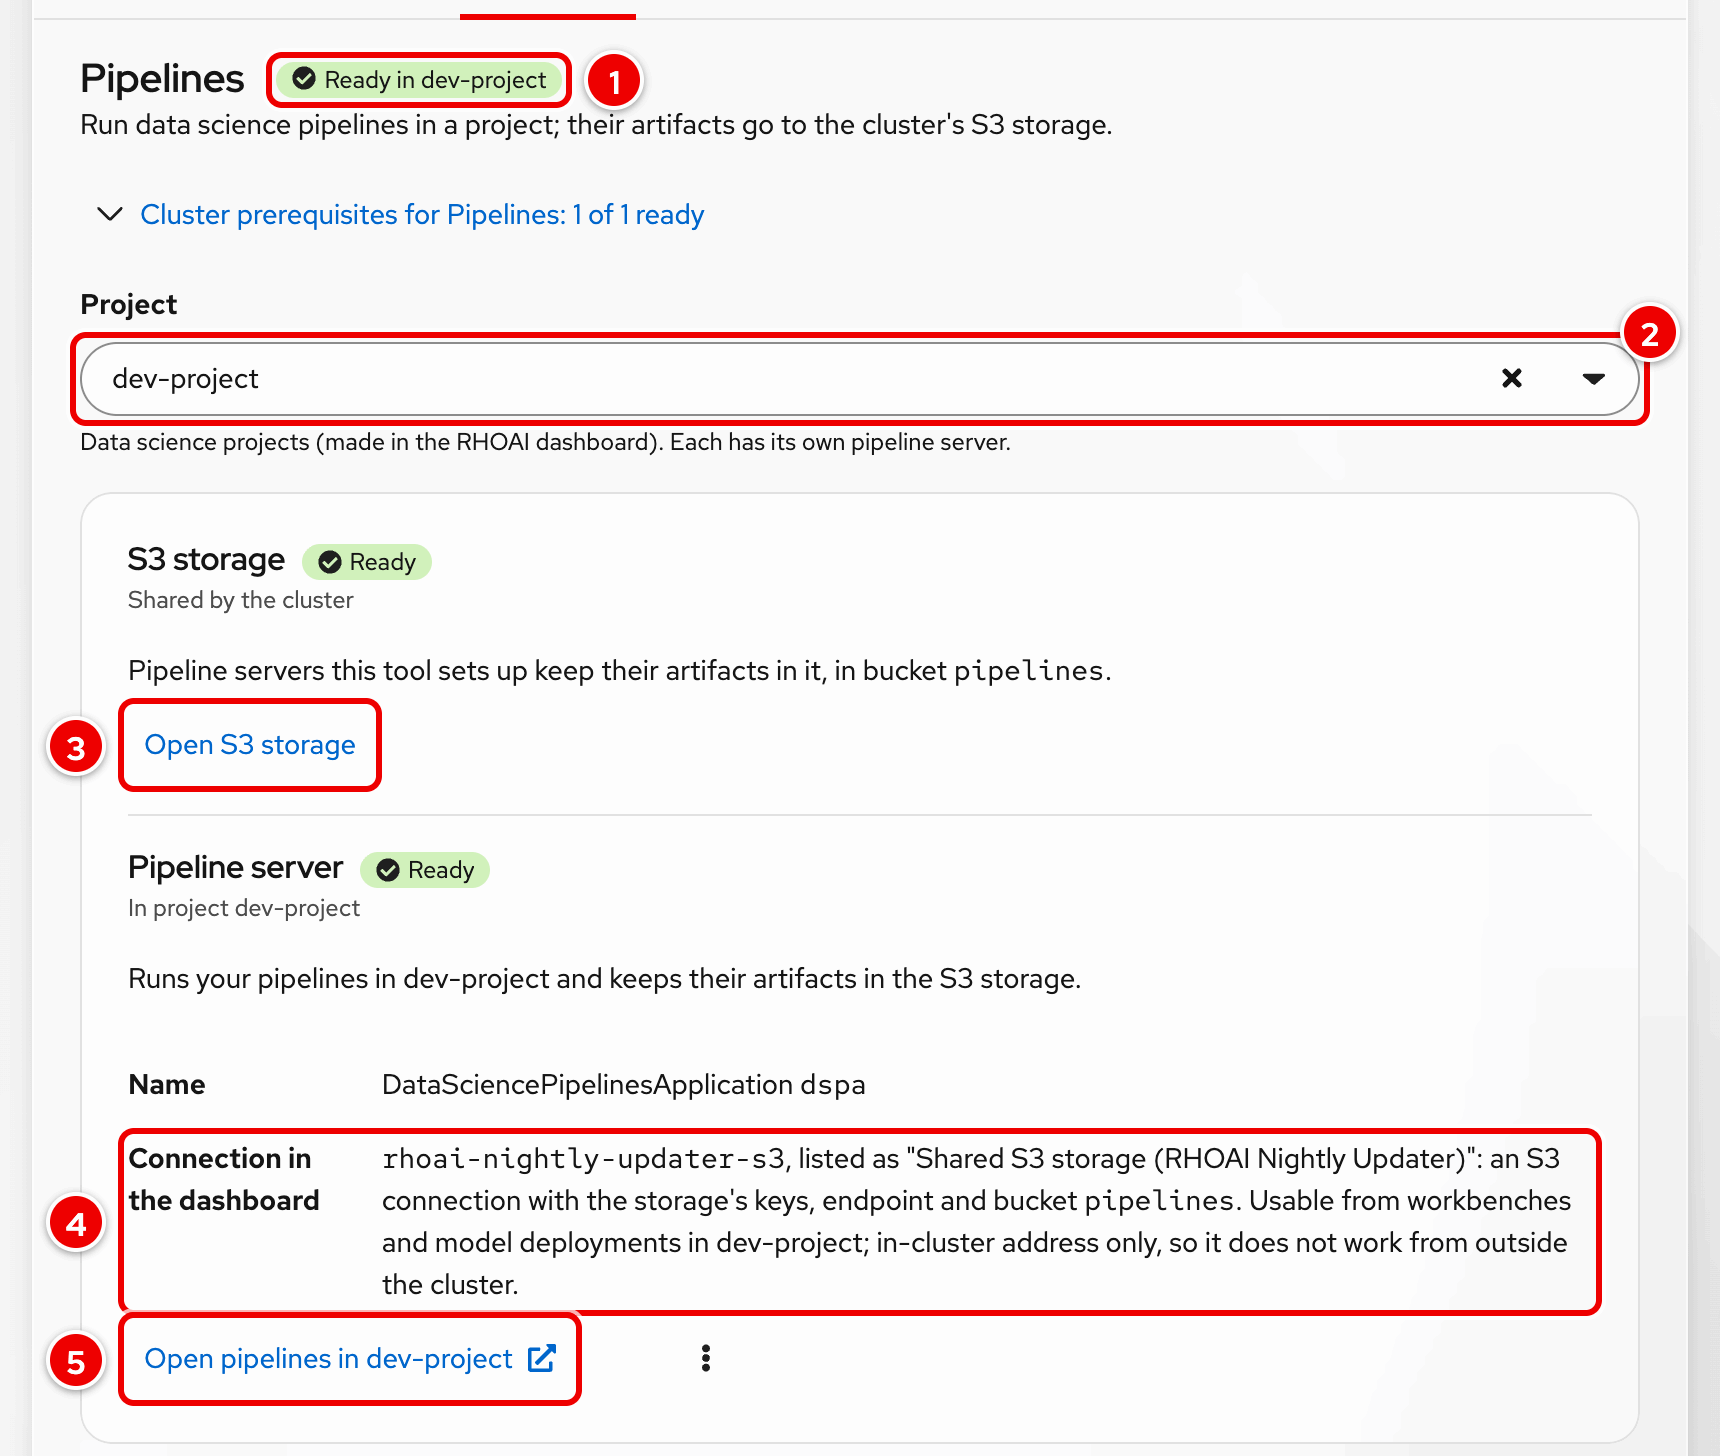 Pipelines Ready in dev-project 1
Run data science pipelines in a project; their artifacts go to the cluster's S3 storage.
Cluster prerequisites for Pipelines: 1 of 1 ready
Project
2
dev-project
Data science projects (made in the RHOAI dashboard). Each has its own pipeline server.
S3 storage Ready
Shared by the cluster
Pipeline servers this tool sets up keep their artifacts in it, in bucket pipelines.
3 Open S3 storage
Pipeline server Ready
In project dev-project
Runs your pipelines in dev-project and keeps their artifacts in the S3 storage.
Name DataSciencePipelinesApplication dspa
Connection in rhoai-nightly-updater-s3, listed as "Shared S3 storage (RHOAI Nightly Updater)": an S3
the dashboard connection with the storage's keys, endpoint and bucket pipelines. Usable from workbenches
4 and model deployments in dev-project; in-cluster address only, so it does not work from outside
the cluster.
5 Open pipelines in dev-project